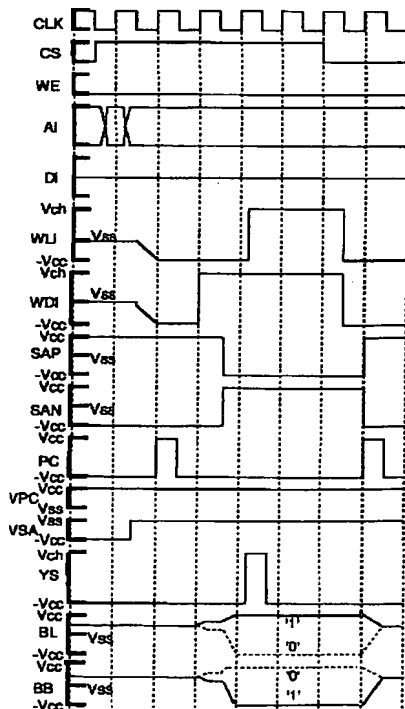 CLK
CS
WE
AI
DI
Vch
WLI Vss
-Vcc
Vch
WDI Vss
-Vcc
Vcc
SAP Vss
-Vcc
Vcc
SAN Vss
-Vcc
Vcc
PC
-Vcc
Vcc
VPC
Vss
Vss
VSA
-Vcc
Vch
YS
-Vcc
Vcc '1'
BL Vss
-Vcc '0'
Vcc '0'
BB Vss
-Vcc '1'